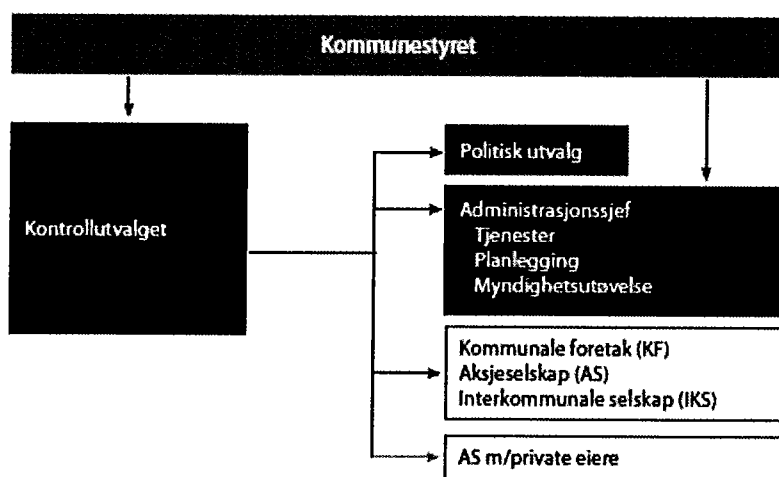 Kommunestyret
Kontrollutvalget
Politisk utvalg
Administrasjonssjef
Tjenester
Planlegging
Myndighetsutøvelse
Kommunale foretak (KF)
Aksjeselskap (AS)
Interkommunale selskap (IKS)
AS m/private eiere